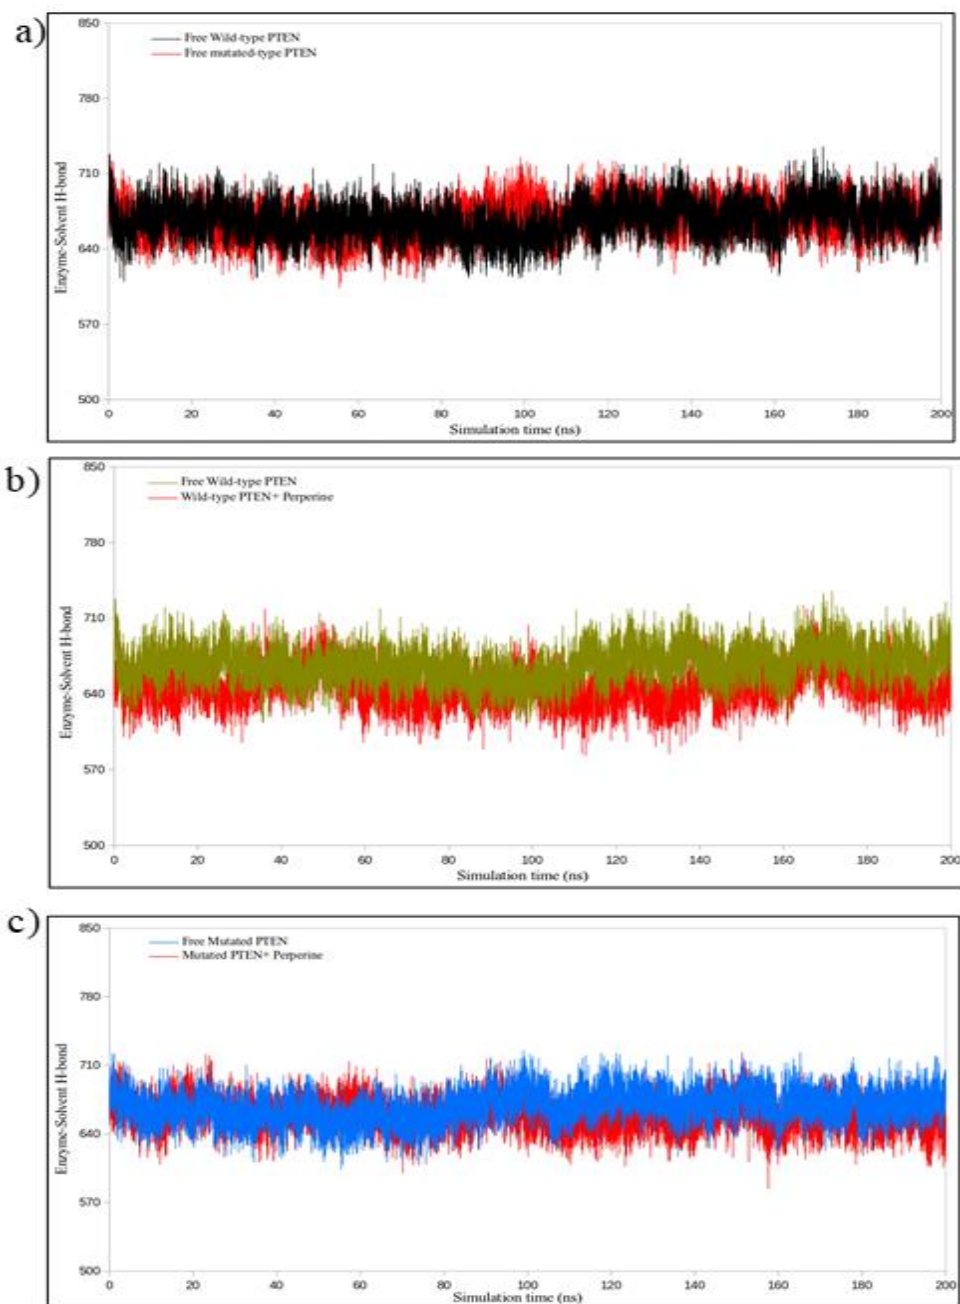 a)
850
Free Wild-type PTEN
Free mutated-type PTEN
780
710
640
570
500
Enzyme-Solvent H-bond
0 20 40 60 80 100 120 140 160 180 200
Simulation time (ns)
b)
850
Free Wild-type PTEN
Wild-type PTEN+ Perperine
780
710
640
570
500
Enzyme-Solvent H-bond
0 20 40 60 80 100 120 140 160 180 200
Simulation time (ns)
c)
850
Free Mutated PTEN
Mutated PTEN+ Perperine
780
710
640
570
500
Enzyme-Solvent H-bond
0 20 40 60 80 100 120 140 160 180 200
Simulation time (ns)